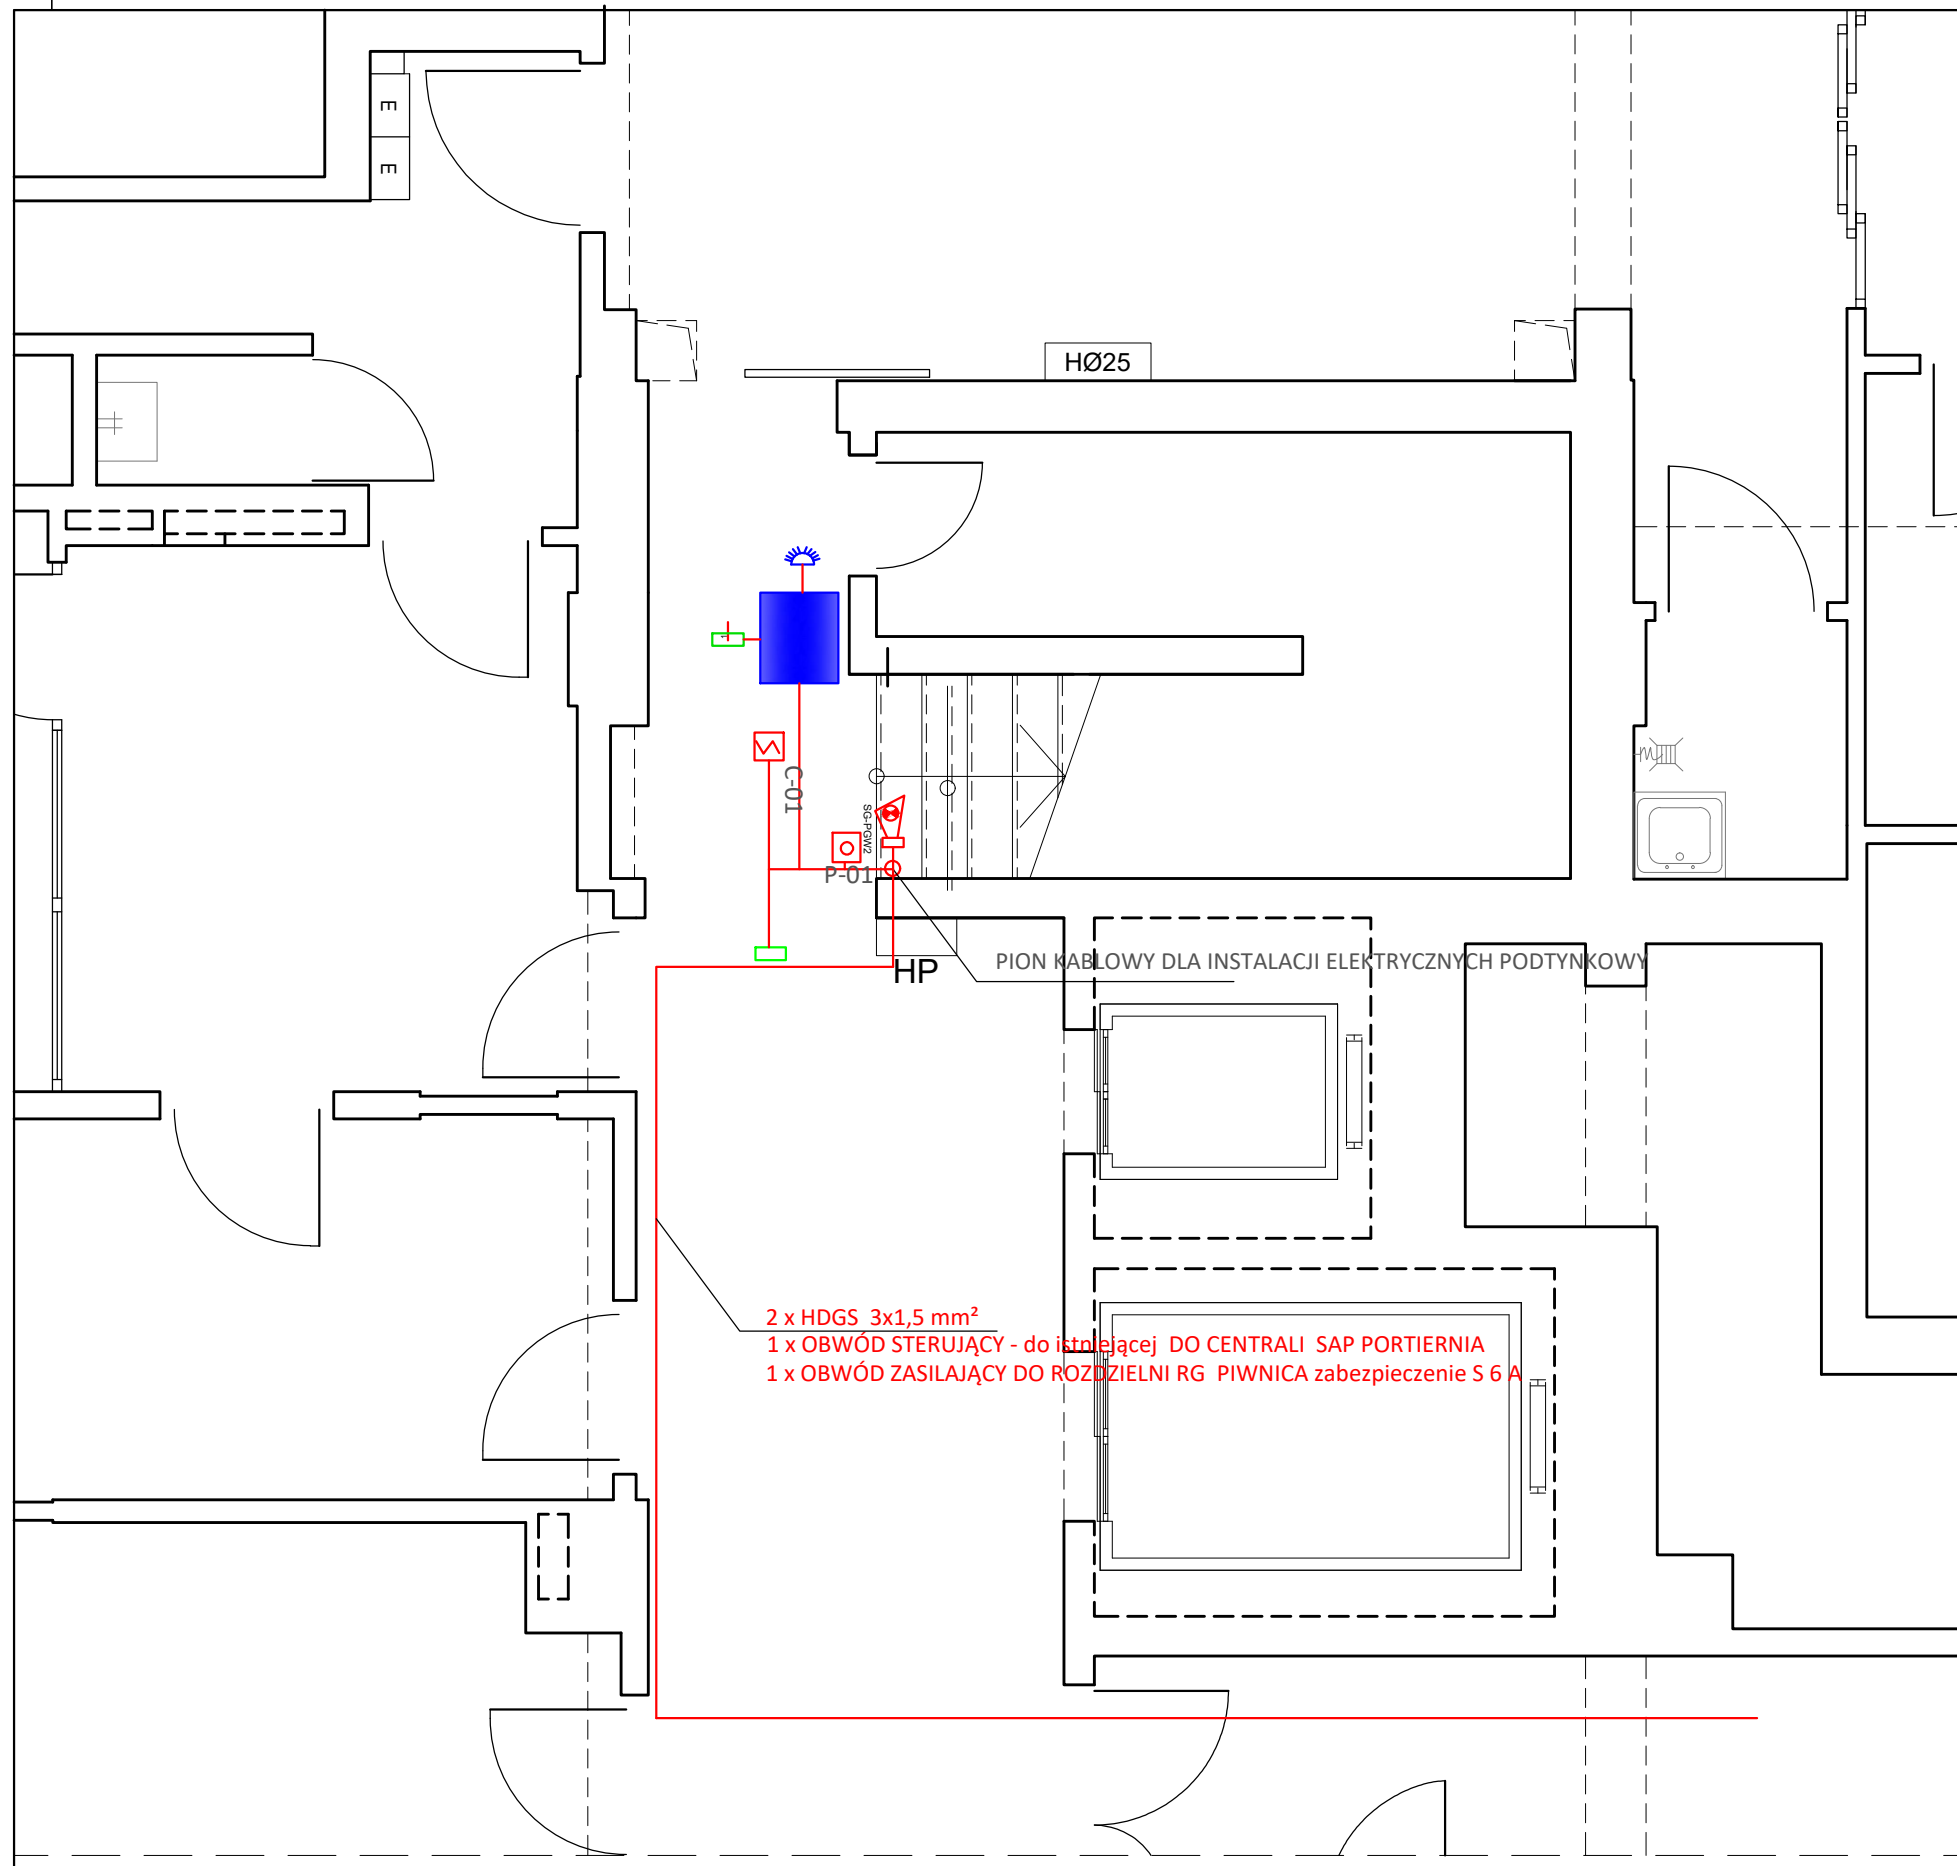 E
E
HØ25
1
C-01
SG-PGW2
P-01
HP
PION KABLOWY DLA INSTALACJI ELEKTRYCZNYCH PODTYNKOWY
2 x HDGS 3x1,5 mm²
1 x OBWÓD STERUJĄCY - do istniejącej DO CENTRALI SAP PORTIERNIA
1 x OBWÓD ZASILAJĄCY DO ROZDZIELNI RG PIWNICA zabezpieczenie S 6 A